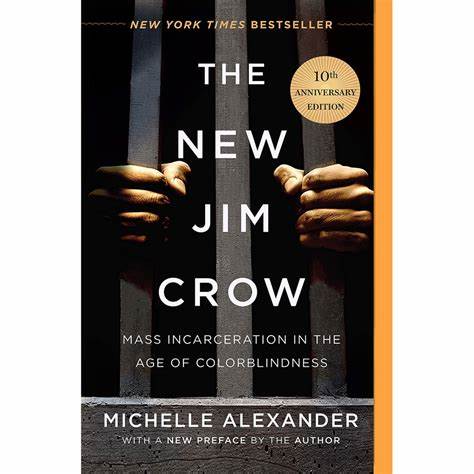 NEW YORK TIMES BESTSELLER
THE
10th
ANNIVERSARY
EDITION
NEW
JIM
CROW
MASS INCARCERATION IN THE
AGE OF COLORBLINDNESS
MICHELLE ALEXANDER
WITH A NEW PREFACE BY THE AUTHOR